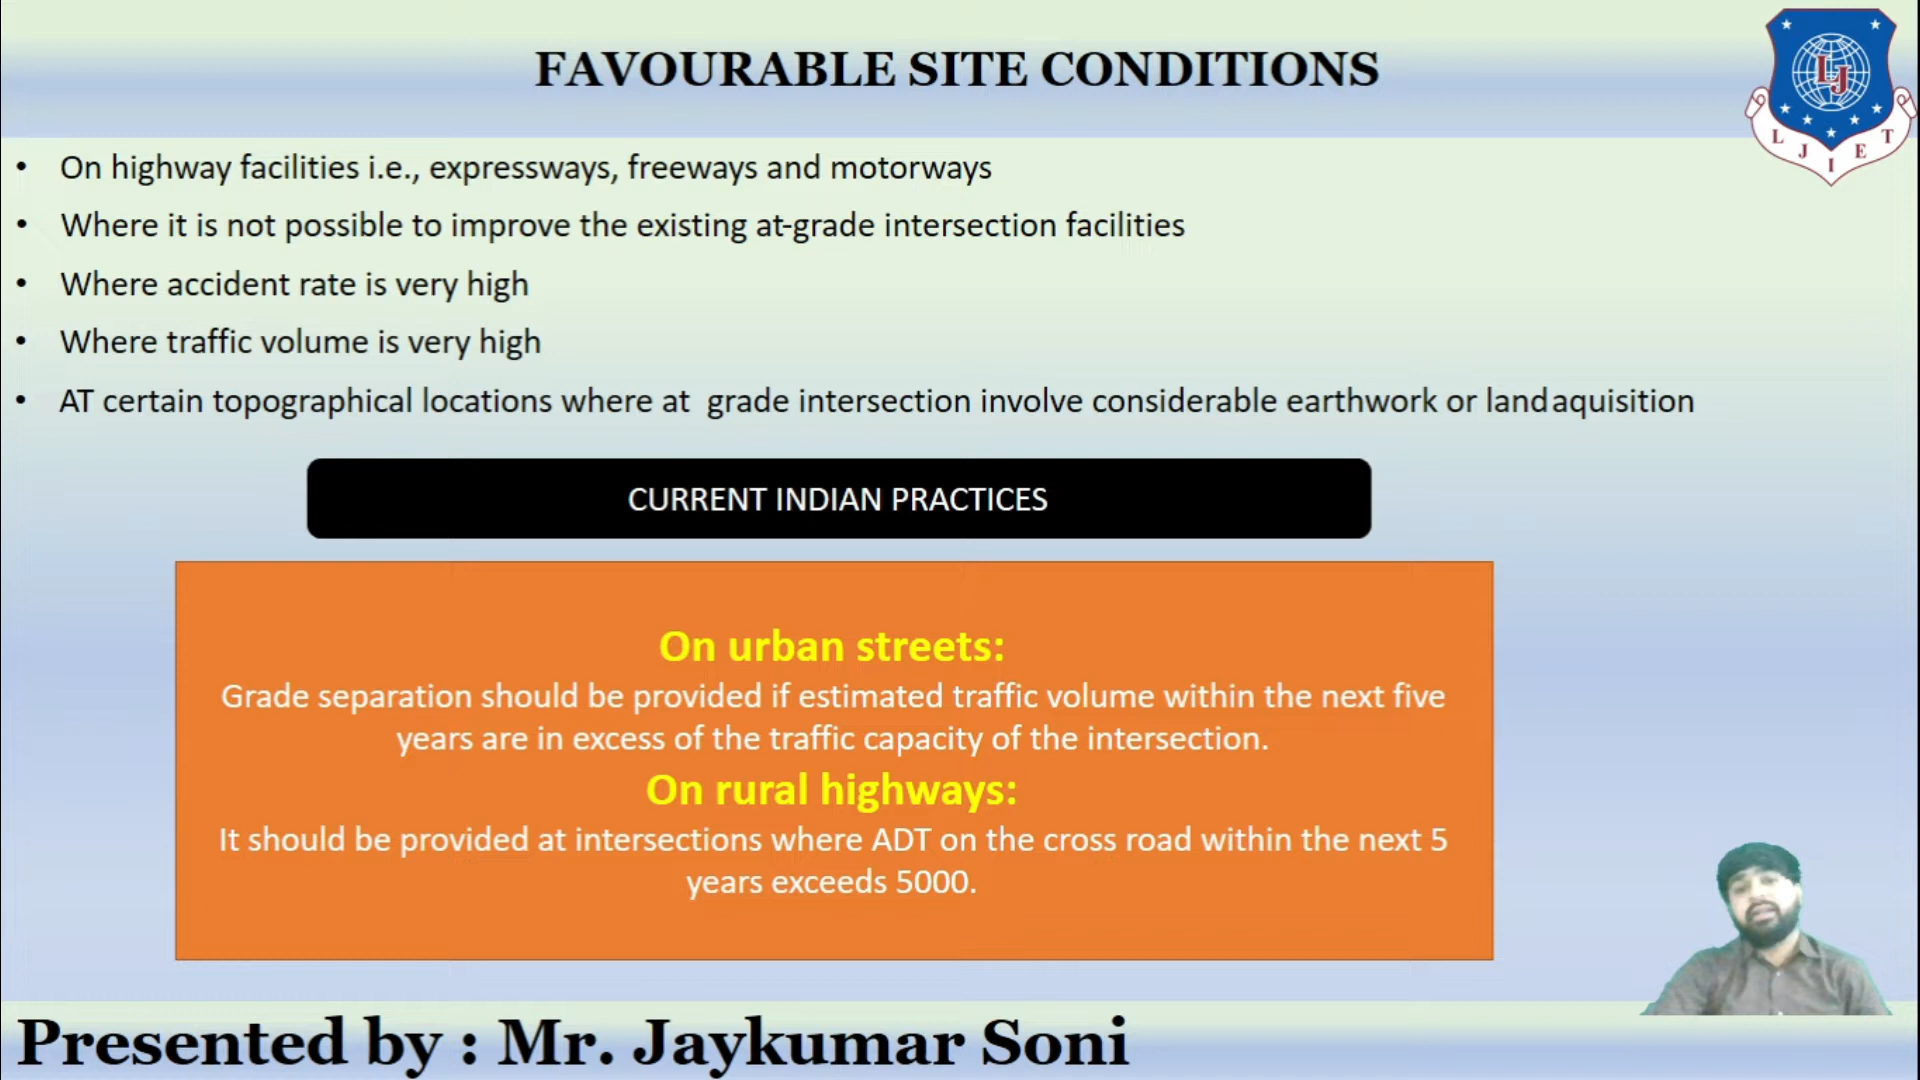 FAVOURABLE SITE CONDITIONS
LJ
L J I E T
• On highway facilities i.e., expressways, freeways and motorways
• Where it is not possible to improve the existing at-grade intersection facilities
• Where accident rate is very high
• Where traffic volume is very high
• AT certain topographical locations where at grade intersection involve considerable earthwork or land aquisition
CURRENT INDIAN PRACTICES
On urban streets:
Grade separation should be provided if estimated traffic volume within the next five
years are in excess of the traffic capacity of the intersection.
On rural highways:
It should be provided at intersections where ADT on the cross road within the next 5
years exceeds 5000.
Presented by : Mr. Jaykumar Soni